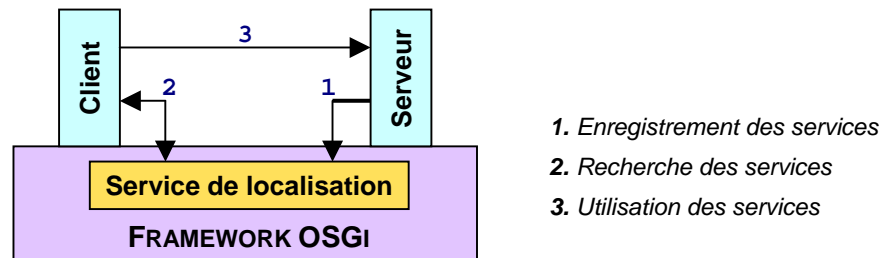 3
Client
Serveur
2
1
Service de localisation
FRAMEWORK OSGI
1. Enregistrement des services
2. Recherche des services
3. Utilisation des services